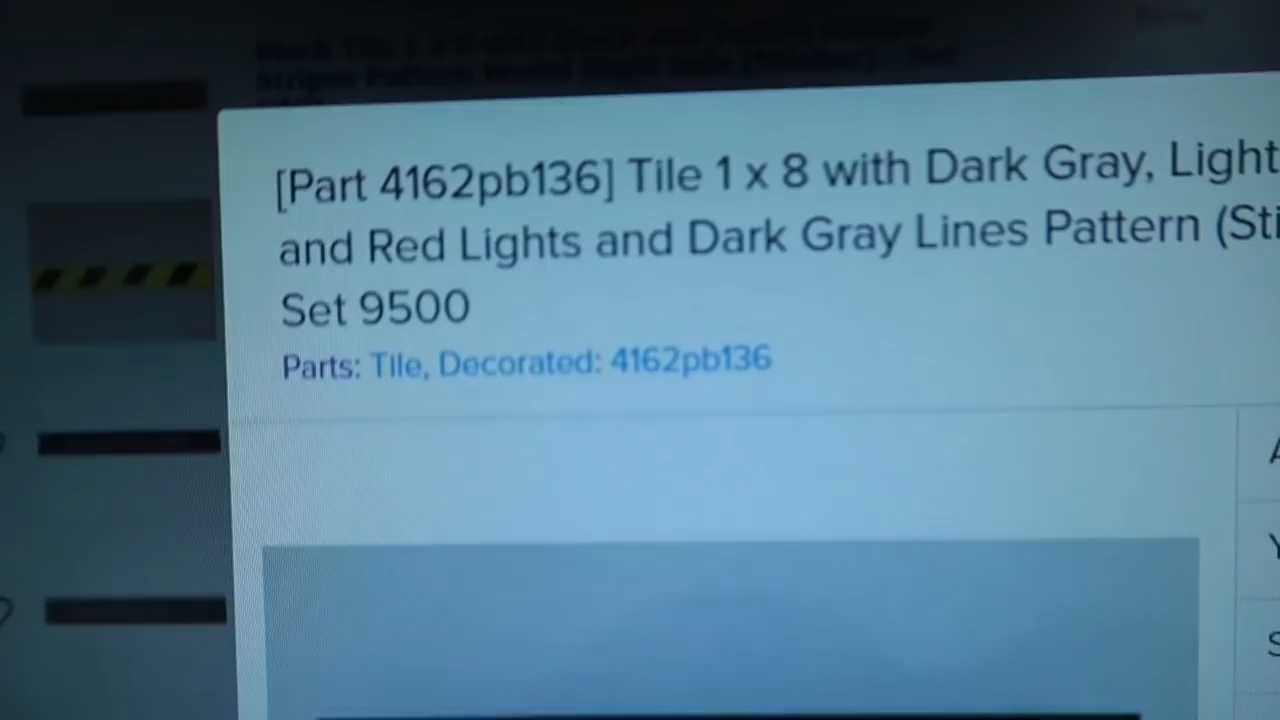 [Part 4162pb136] Tile 1 x 8 with Dark Gray, Light
and Red Lights and Dark Gray Lines Pattern (Sti
Set 9500
Parts: Tile, Decorated: 4162pb136
A
Y
S